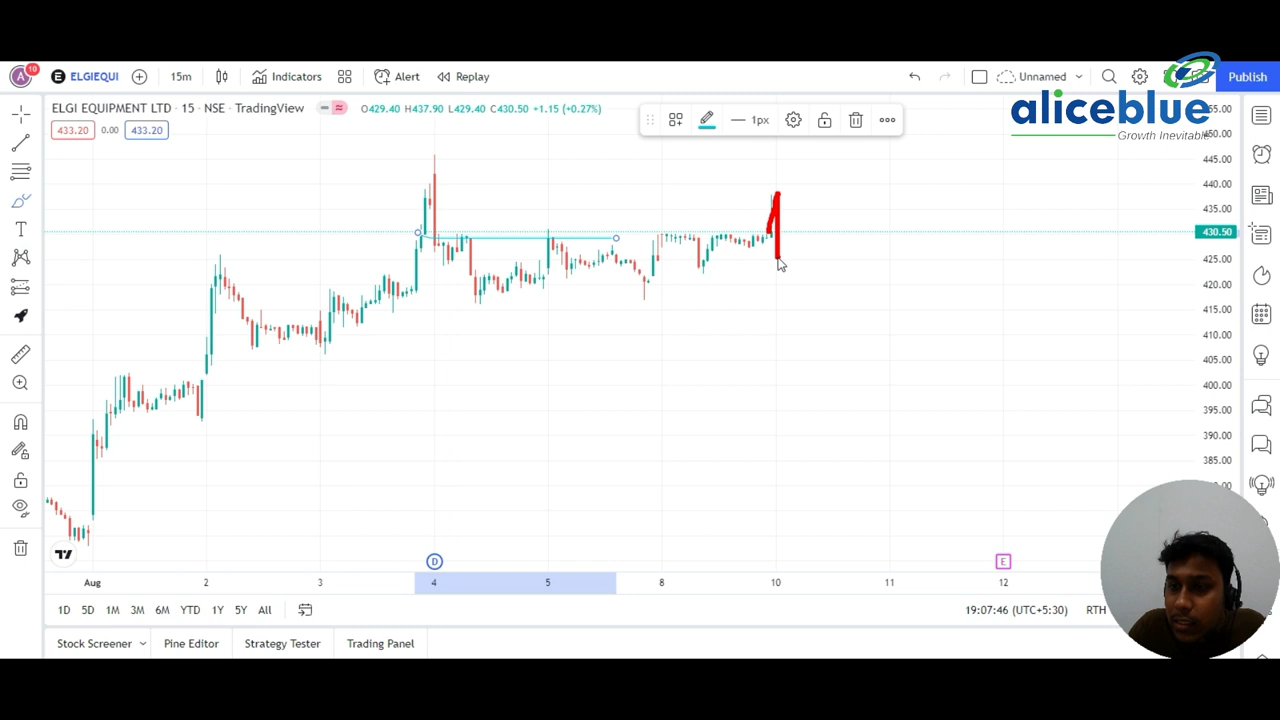 A 10 E ELGIEQUI 15m Indicators Alert Replay Unnamed Publish
ELGI EQUIPMENT LTD · 15 · NSE · TradingView O429.40 H437.90 L429.40 C430.50 +1.15 (+0.27%)
433.20 0.00 433.20
1px
aliceblue
Growth Inevitable
450.00
445.00
440.00
435.00
430.50
425.00
420.00
415.00
410.00
405.00
400.00
395.00
390.00
385.00
T
D E
Aug 2 3 4 5 8 10 11 12
1D 5D 1M 3M 6M YTD 1Y 5Y All 19:07:46 (UTC+5:30) RTH
Stock Screener Pine Editor Strategy Tester Trading Panel